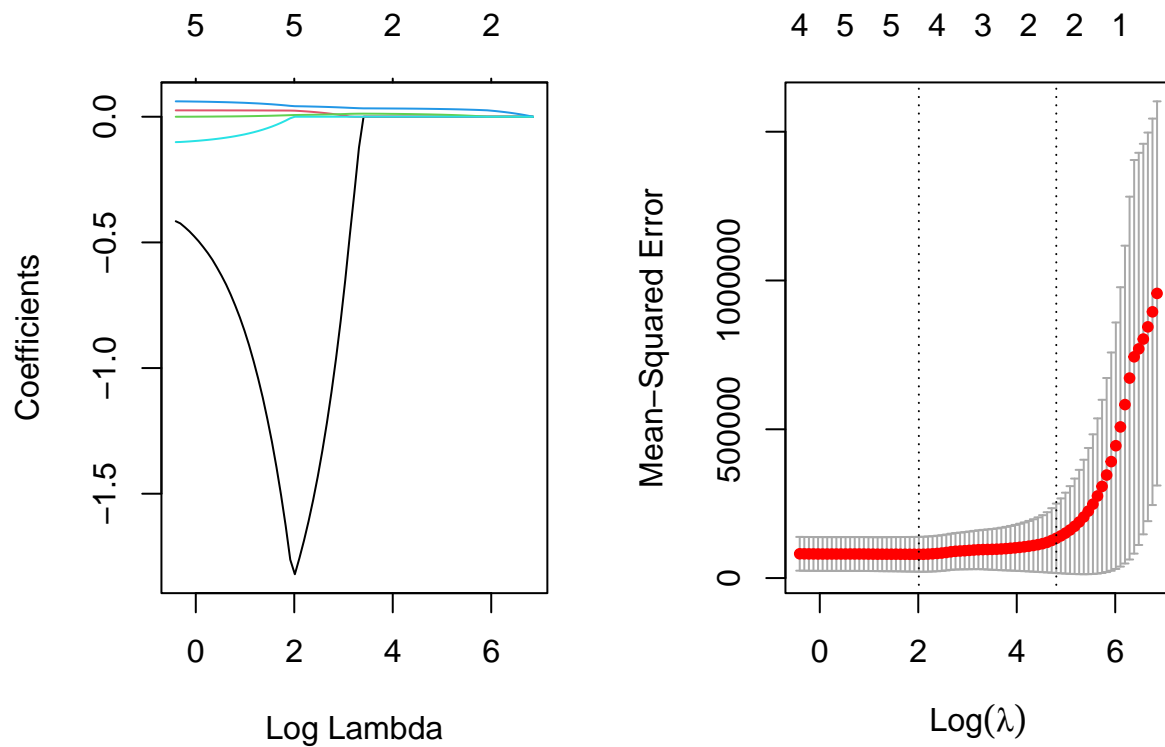 5 5 2 2
0.0
−0.5
−1.0
−1.5
Coefficients
0 2 4 6
Log Lambda
4 5 5 4 3 2 2 1
1000000
500000
0
Mean−Squared Error
0 2 4 6
Log(λ)